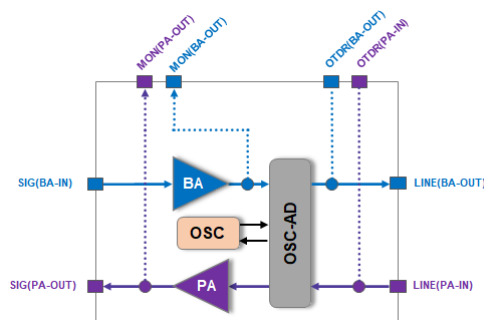 MON(PA-OUT)
MON(BA-OUT)
OTDR(BA-OUT)
OTDR(PA-IN)
SIG(BA-IN)
BA
LINE(BA-OUT)
OSC
OSC-AD
SIG(PA-OUT)
PA
LINE(PA-IN)